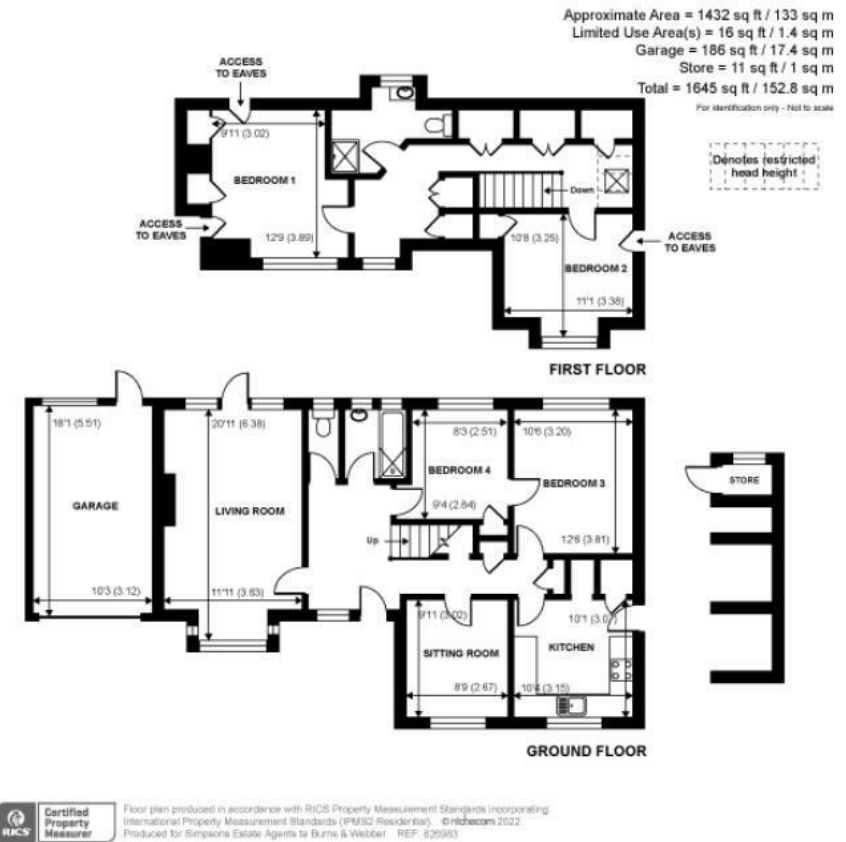 Approximate Area = 1432 sq ft / 133 sq m
Limited Use Area(s) = 16 sq ft / 1.4 sq m
Garage = 186 sq ft / 17.4 sq m
Store = 11 sq ft / 1 sq m
Total = 1645 sq ft / 152.8 sq m
For identification only - Not to scale
Denotes restricted
head height
ACCESS
TO EAVES
9'11 (3.02)
BEDROOM 1
12'9 (3.89)
ACCESS
TO EAVES
Down
10'8 (3.25)
BEDROOM 2
11'1 (3.38)
ACCESS
TO EAVES
FIRST FLOOR
18'1 (5.51)
GARAGE
10'3 (3.12)
20'11 (6.38)
LIVING ROOM
11'11 (3.63)
Up
8'3 (2.51)
BEDROOM 4
9'4 (2.84)
10'6 (3.20)
BEDROOM 3
12'6 (3.81)
9'11 (3.02)
SITTING ROOM
8'9 (2.67)
10'1 (3.07)
KITCHEN
10'4 (3.15)
STORE
GROUND FLOOR
RICS
Certified
Property
Measurer
Floor plan produced in accordance with RICS Property Measurement Standards incorporating
International Property Measurement Standards (IPMS2 Residential). ©nichecom 2022.
Produced for Simpsons Estate Agents ta Burns & Webber. REF: 826983